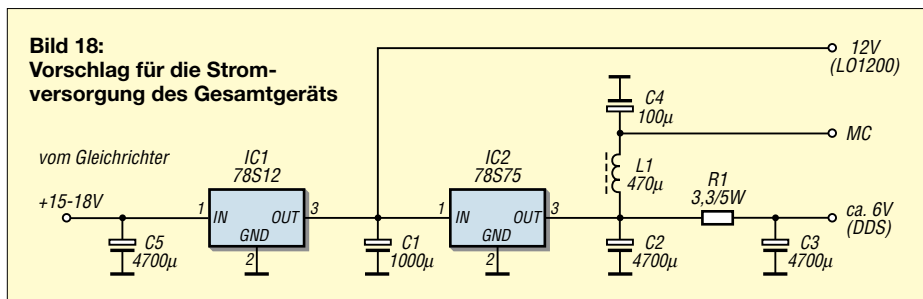 Bild 18:
Vorschlag für die Strom-
versorgung des Gesamtgeräts
12V
(LO1200)
C4
100µ
MC
vom Gleichrichter
IC1
78S12
IC2
78S75
L1
470µ
R1
3,3/5W
+15-18V
1
IN
OUT
3
GND
2
1
IN
OUT
3
GND
2
ca. 6V
(DDS)
C5
4700µ
C1
1000µ
C2
4700µ
C3
4700µ